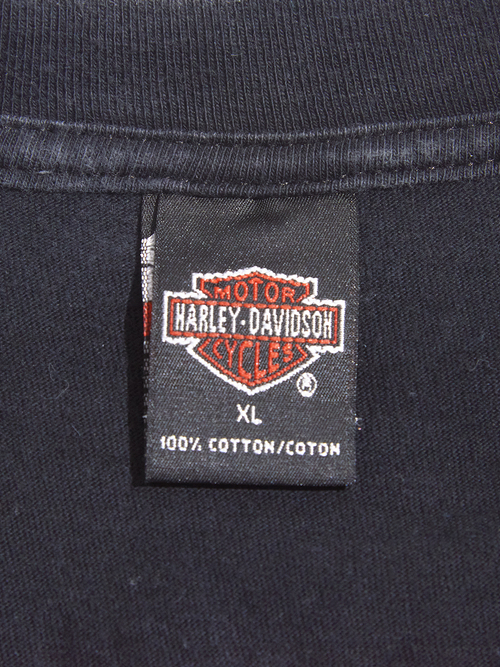 MOTOR
HARLEY-DAVIDSON
CYCLES
®
XL
100% COTTON/COTON